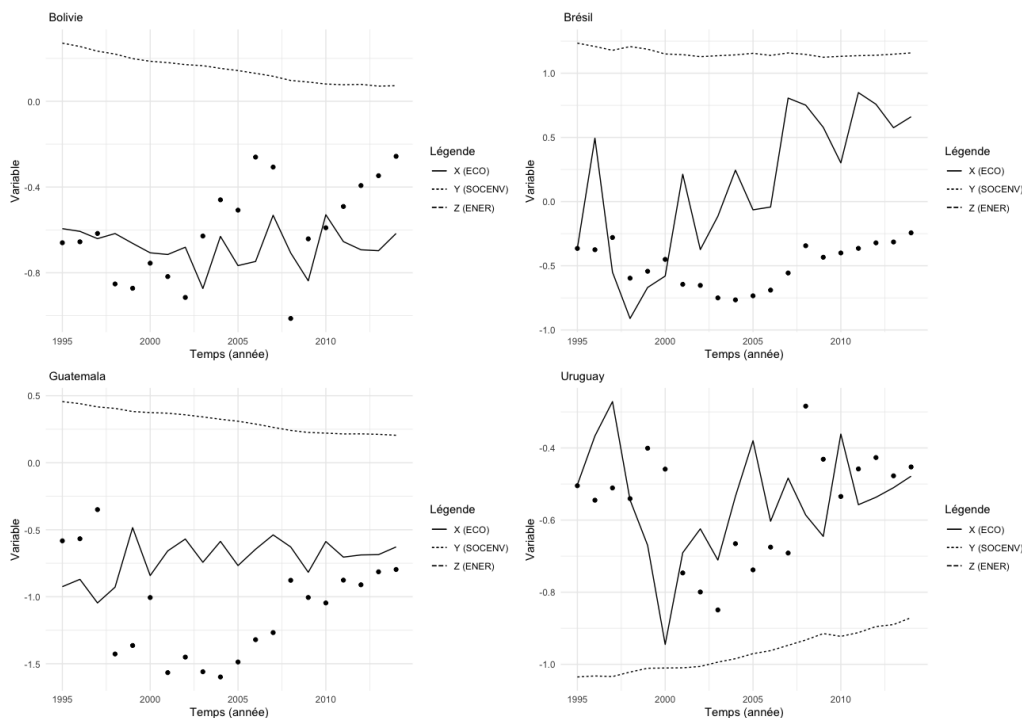 Bolivie
0.0
-0.4
-0.8
Variable
1995
2000
2005
2010
Temps (année)
Légende
X (ECO)
Y (SOCENV)
Z (ENER)
Brésil
1.0
0.5
0.0
-0.5
-1.0
Variable
1995
2000
2005
2010
Temps (année)
Légende
X (ECO)
Y (SOCENV)
Z (ENER)
Guatemala
0.5
0.0
-0.5
-1.0
-1.5
Variable
1995
2000
2005
2010
Temps (année)
Légende
X (ECO)
Y (SOCENV)
Z (ENER)
Uruguay
-0.4
-0.6
-0.8
-1.0
Variable
1995
2000
2005
2010
Temps (année)
Légende
X (ECO)
Y (SOCENV)
Z (ENER)